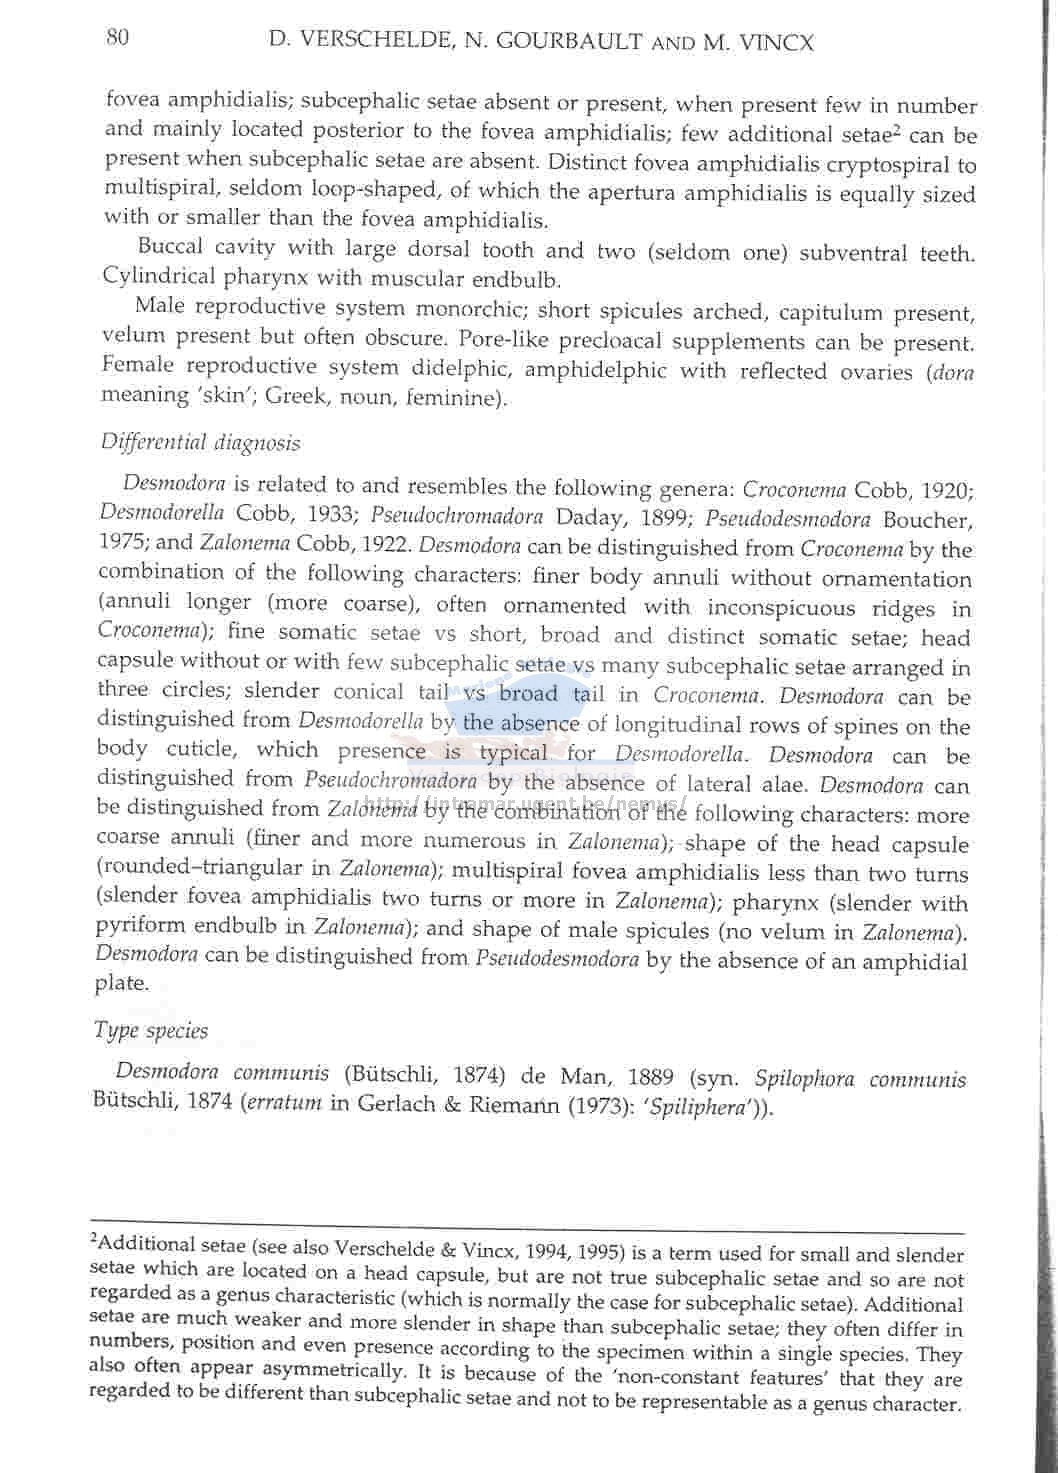 80
D. VERSCHELDE, N. GOURBAULT AND M. VINCX
fovea amphidialis; subcephalic setae absent or present, when present few in number
and mainly located posterior to the fovea amphidialis; few additional setae² can be
present when subcephalic setae are absent. Distinct fovea amphidialis cryptospiral to
multispiral, seldom loop-shaped, of which the apertura amphidialis is equally sized
with or smaller than the fovea amphidialis.
Buccal cavity with large dorsal tooth and two (seldom one) subventral teeth.
Cylindrical pharynx with muscular endbulb.
Male reproductive system monorchic; short spicules arched, capitulum present,
velum present but often obscure. Pore-like precloacal supplements can be present.
Female reproductive system didelphic, amphidelphic with reflected ovaries (dora
meaning 'skin'; Greek, noun, feminine).
Differential diagnosis
Desmodora is related to and resembles the following genera: Croconema Cobb, 1920;
Desmodorella Cobb, 1933; Pseudochromadora Daday, 1899; Pseudodesmodora Boucher,
1975; and Zalonema Cobb, 1922. Desmodora can be distinguished from Croconema by the
combination of the following characters: finer body annuli without ornamentation
(annuli longer (more coarse), often ornamented with inconspicuous ridges in
Croconema); fine somatic setae vs short, broad and distinct somatic setae; head
capsule without or with few subcephalic setae vs many subcephalic setae arranged in
three circles; slender conical tail vs broad tail in Croconema. Desmodora can be
distinguished from Desmodorella by the absence of longitudinal rows of spines on the
body cuticle, which presence is typical for Desmodorella. Desmodora can be
distinguished from Pseudochromadora by the absence of lateral alae. Desmodora can
be distinguished from Zalonema by the combination of the following characters: more
http://intramar.ugent.be/nemys/
coarse annuli (finer and more numerous in Zalonema); shape of the head capsule
(rounded–triangular in Zalonema); multispiral fovea amphidialis less than two turns
(slender fovea amphidialis two turns or more in Zalonema); pharynx (slender with
pyriform endbulb in Zalonema); and shape of male spicules (no velum in Zalonema).
Desmodora can be distinguished from Pseudodesmodora by the absence of an amphidial
plate.
Type species
Desmodora communis (Bütschli, 1874) de Man, 1889 (syn. Spilophora communis
Bütschli, 1874 (erratum in Gerlach & Riemann (1973): 'Spiliphera')).
²Additional setae (see also Verschelde & Vincx, 1994, 1995) is a term used for small and slender
setae which are located on a head capsule, but are not true subcephalic setae and so are not
regarded as a genus characteristic (which is normally the case for subcephalic setae). Additional
setae are much weaker and more slender in shape than subcephalic setae; they often differ in
numbers, position and even presence according to the specimen within a single species. They
also often appear asymmetrically. It is because of the 'non-constant features' that they are
regarded to be different than subcephalic setae and not to be representable as a genus character.